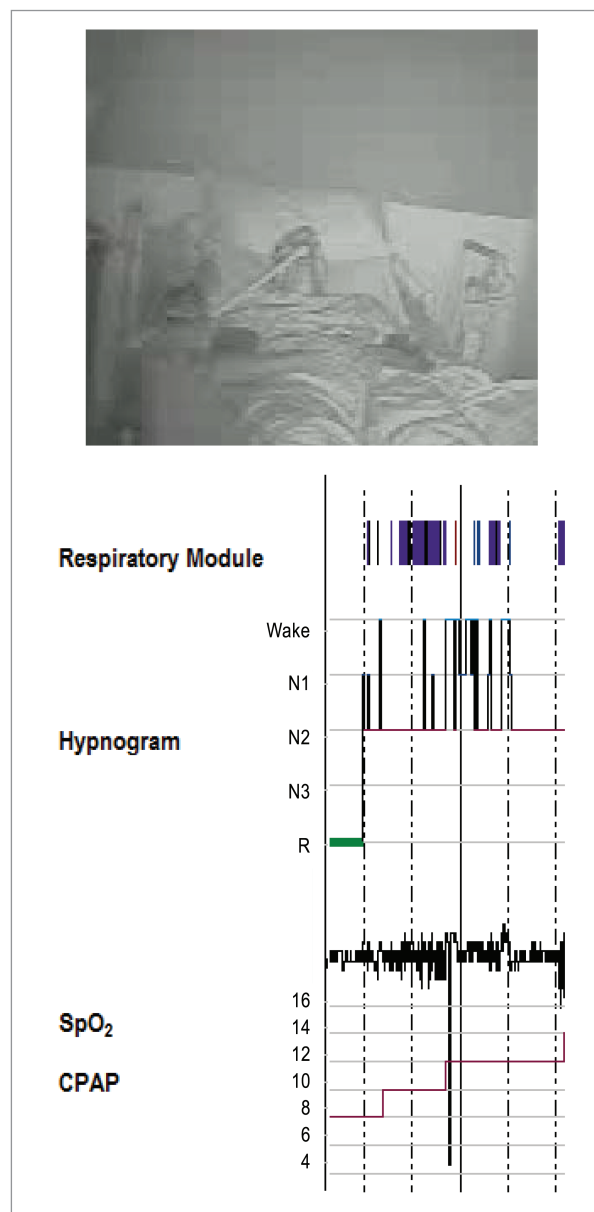 Respiratory Module
Wake
N1
Hypnogram
N2
N3
R
16
SpO₂
14
12
CPAP
10
8
6
4